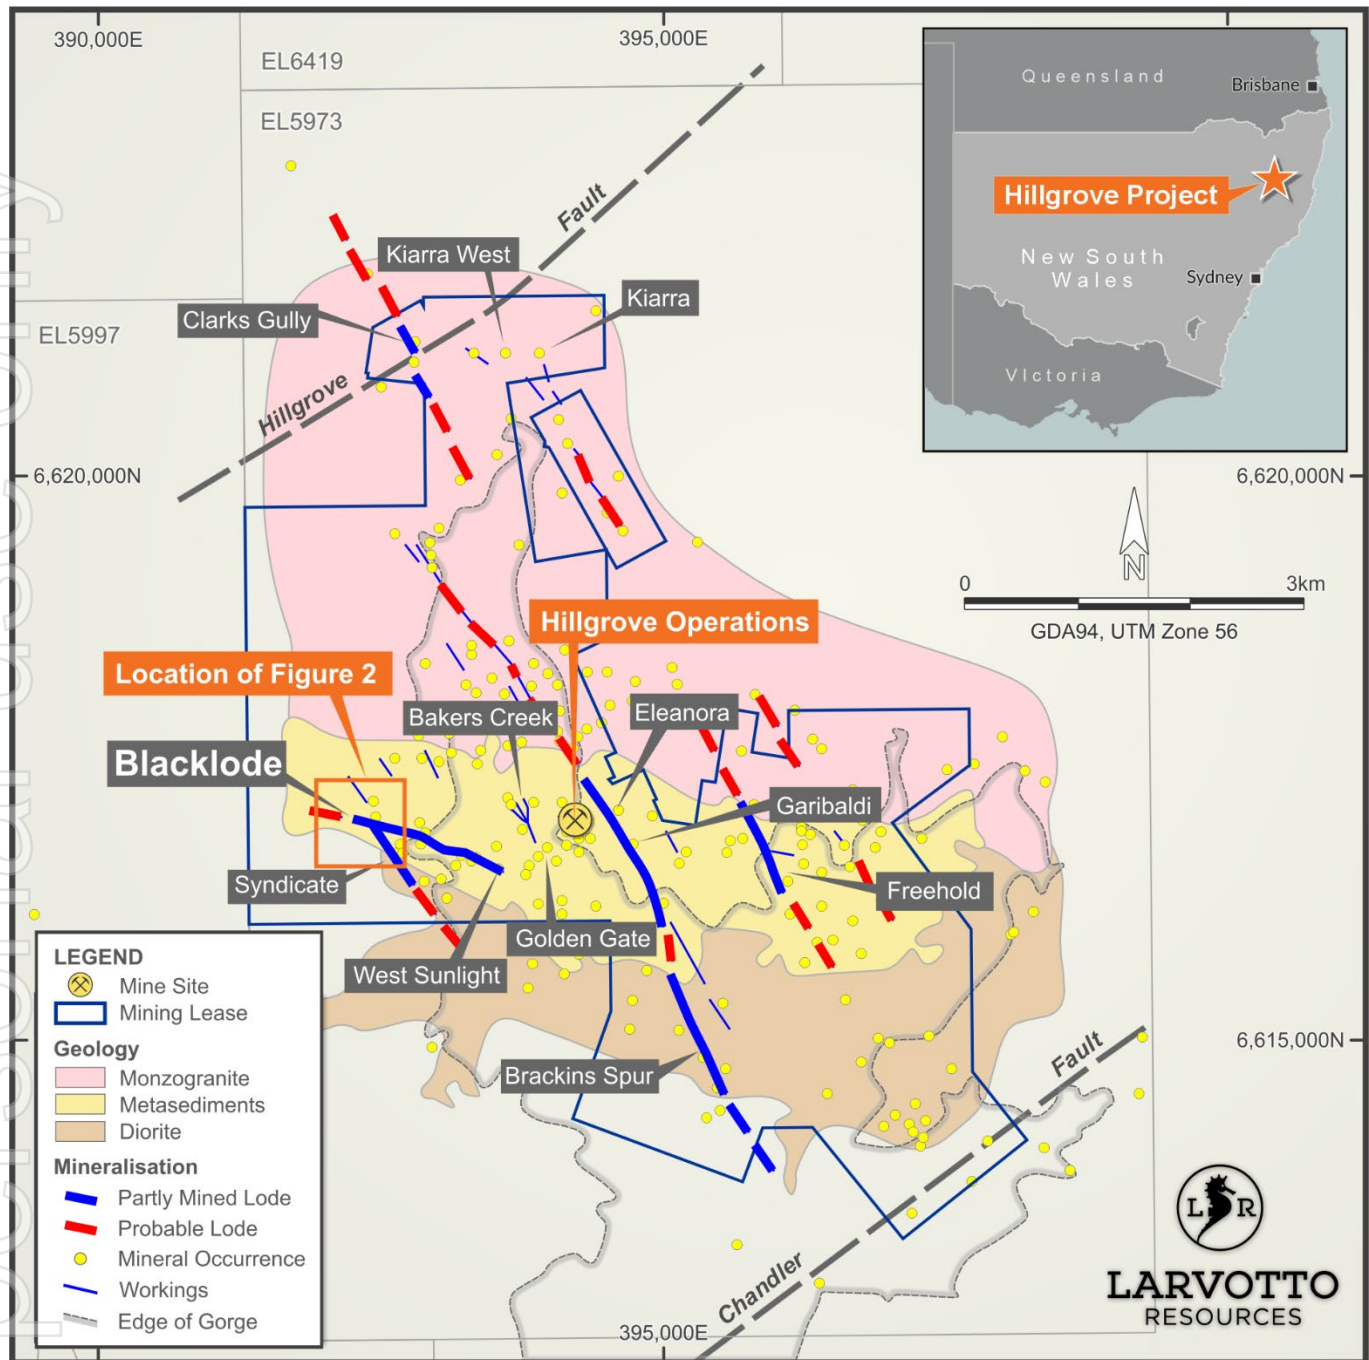 390,000E
395,000E
EL6419
EL5973
EL5997
Queensland
Brisbane
Hillgrove Project
New South
Wales
Sydney
VIctoria
Hillgrove
Fault
Kiarra West
Kiarra
Clarks Gully
6,620,000N
6,620,000N
N
0
3km
GDA94, UTM Zone 56
Hillgrove Operations
Location of Figure 2
Bakers Creek
Eleanora
Blacklode
Garibaldi
Syndicate
Freehold
Golden Gate
West Sunlight
Brackins Spur
6,615,000N
Chandler
Fault
395,000E
LEGEND
Mine Site
Mining Lease
Geology
Monzogranite
Metasediments
Diorite
Mineralisation
Partly Mined Lode
Probable Lode
Mineral Occurrence
Workings
Edge of Gorge
L R
LARVOTTO
RESOURCES